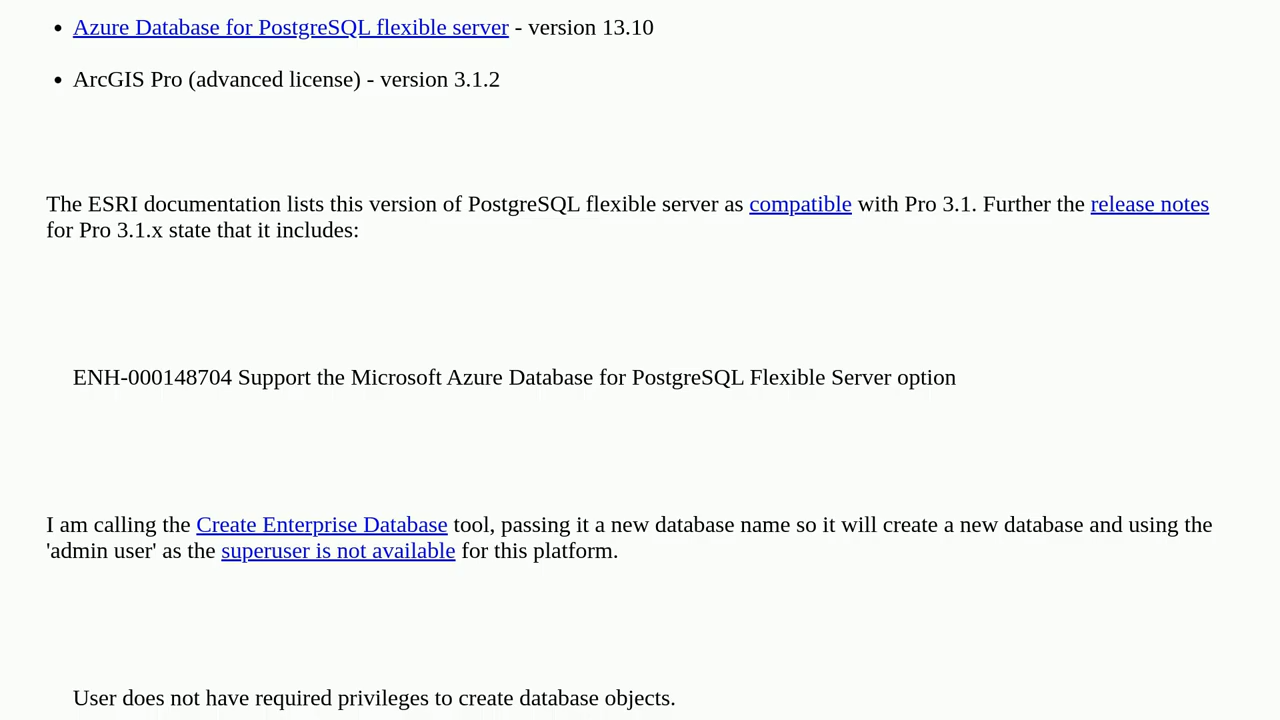 Azure Database for PostgreSQL flexible server - version 13.10
ArcGIS Pro (advanced license) - version 3.1.2
The ESRI documentation lists this version of PostgreSQL flexible server as compatible with Pro 3.1. Further the release notes
for Pro 3.1.x state that it includes:
ENH-000148704 Support the Microsoft Azure Database for PostgreSQL Flexible Server option
I am calling the Create Enterprise Database tool, passing it a new database name so it will create a new database and using the
'admin user' as the superuser is not available for this platform.
User does not have required privileges to create database objects.